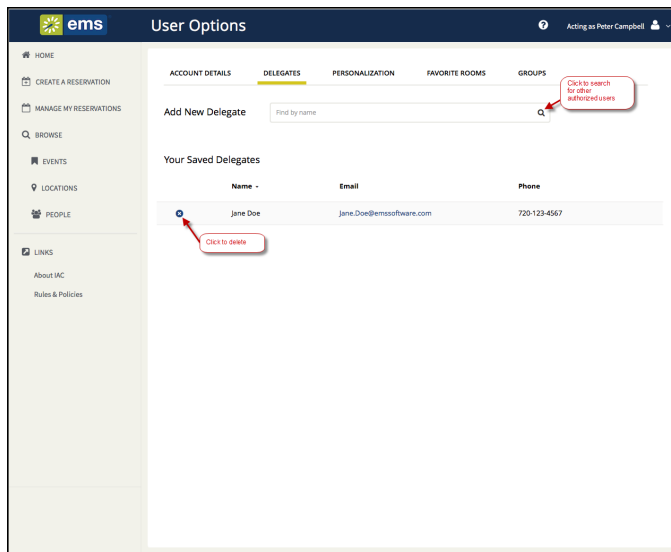 ems
User Options
Acting as Peter Campbell
HOME
CREATE A RESERVATION
MANAGE MY RESERVATIONS
BROWSE
EVENTS
LOCATIONS
PEOPLE
LINKS
About IAC
Rules & Policies
ACCOUNT DETAILS DELEGATES PERSONALIZATION FAVORITE ROOMS GROUPS
Click to search
for other
authorized users
Add New Delegate Find by name
Your Saved Delegates
Name Email Phone
Jane Doe Jane.Doe@emssoftware.com 720-123-4567
Click to delete